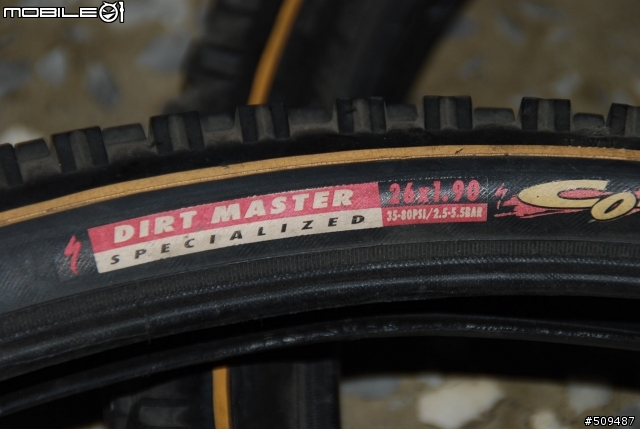 MOBILE01
DIRT MASTER
SPECIALIZED
26x1.90
35-80PSI/2.5-5.5BAR
#509487